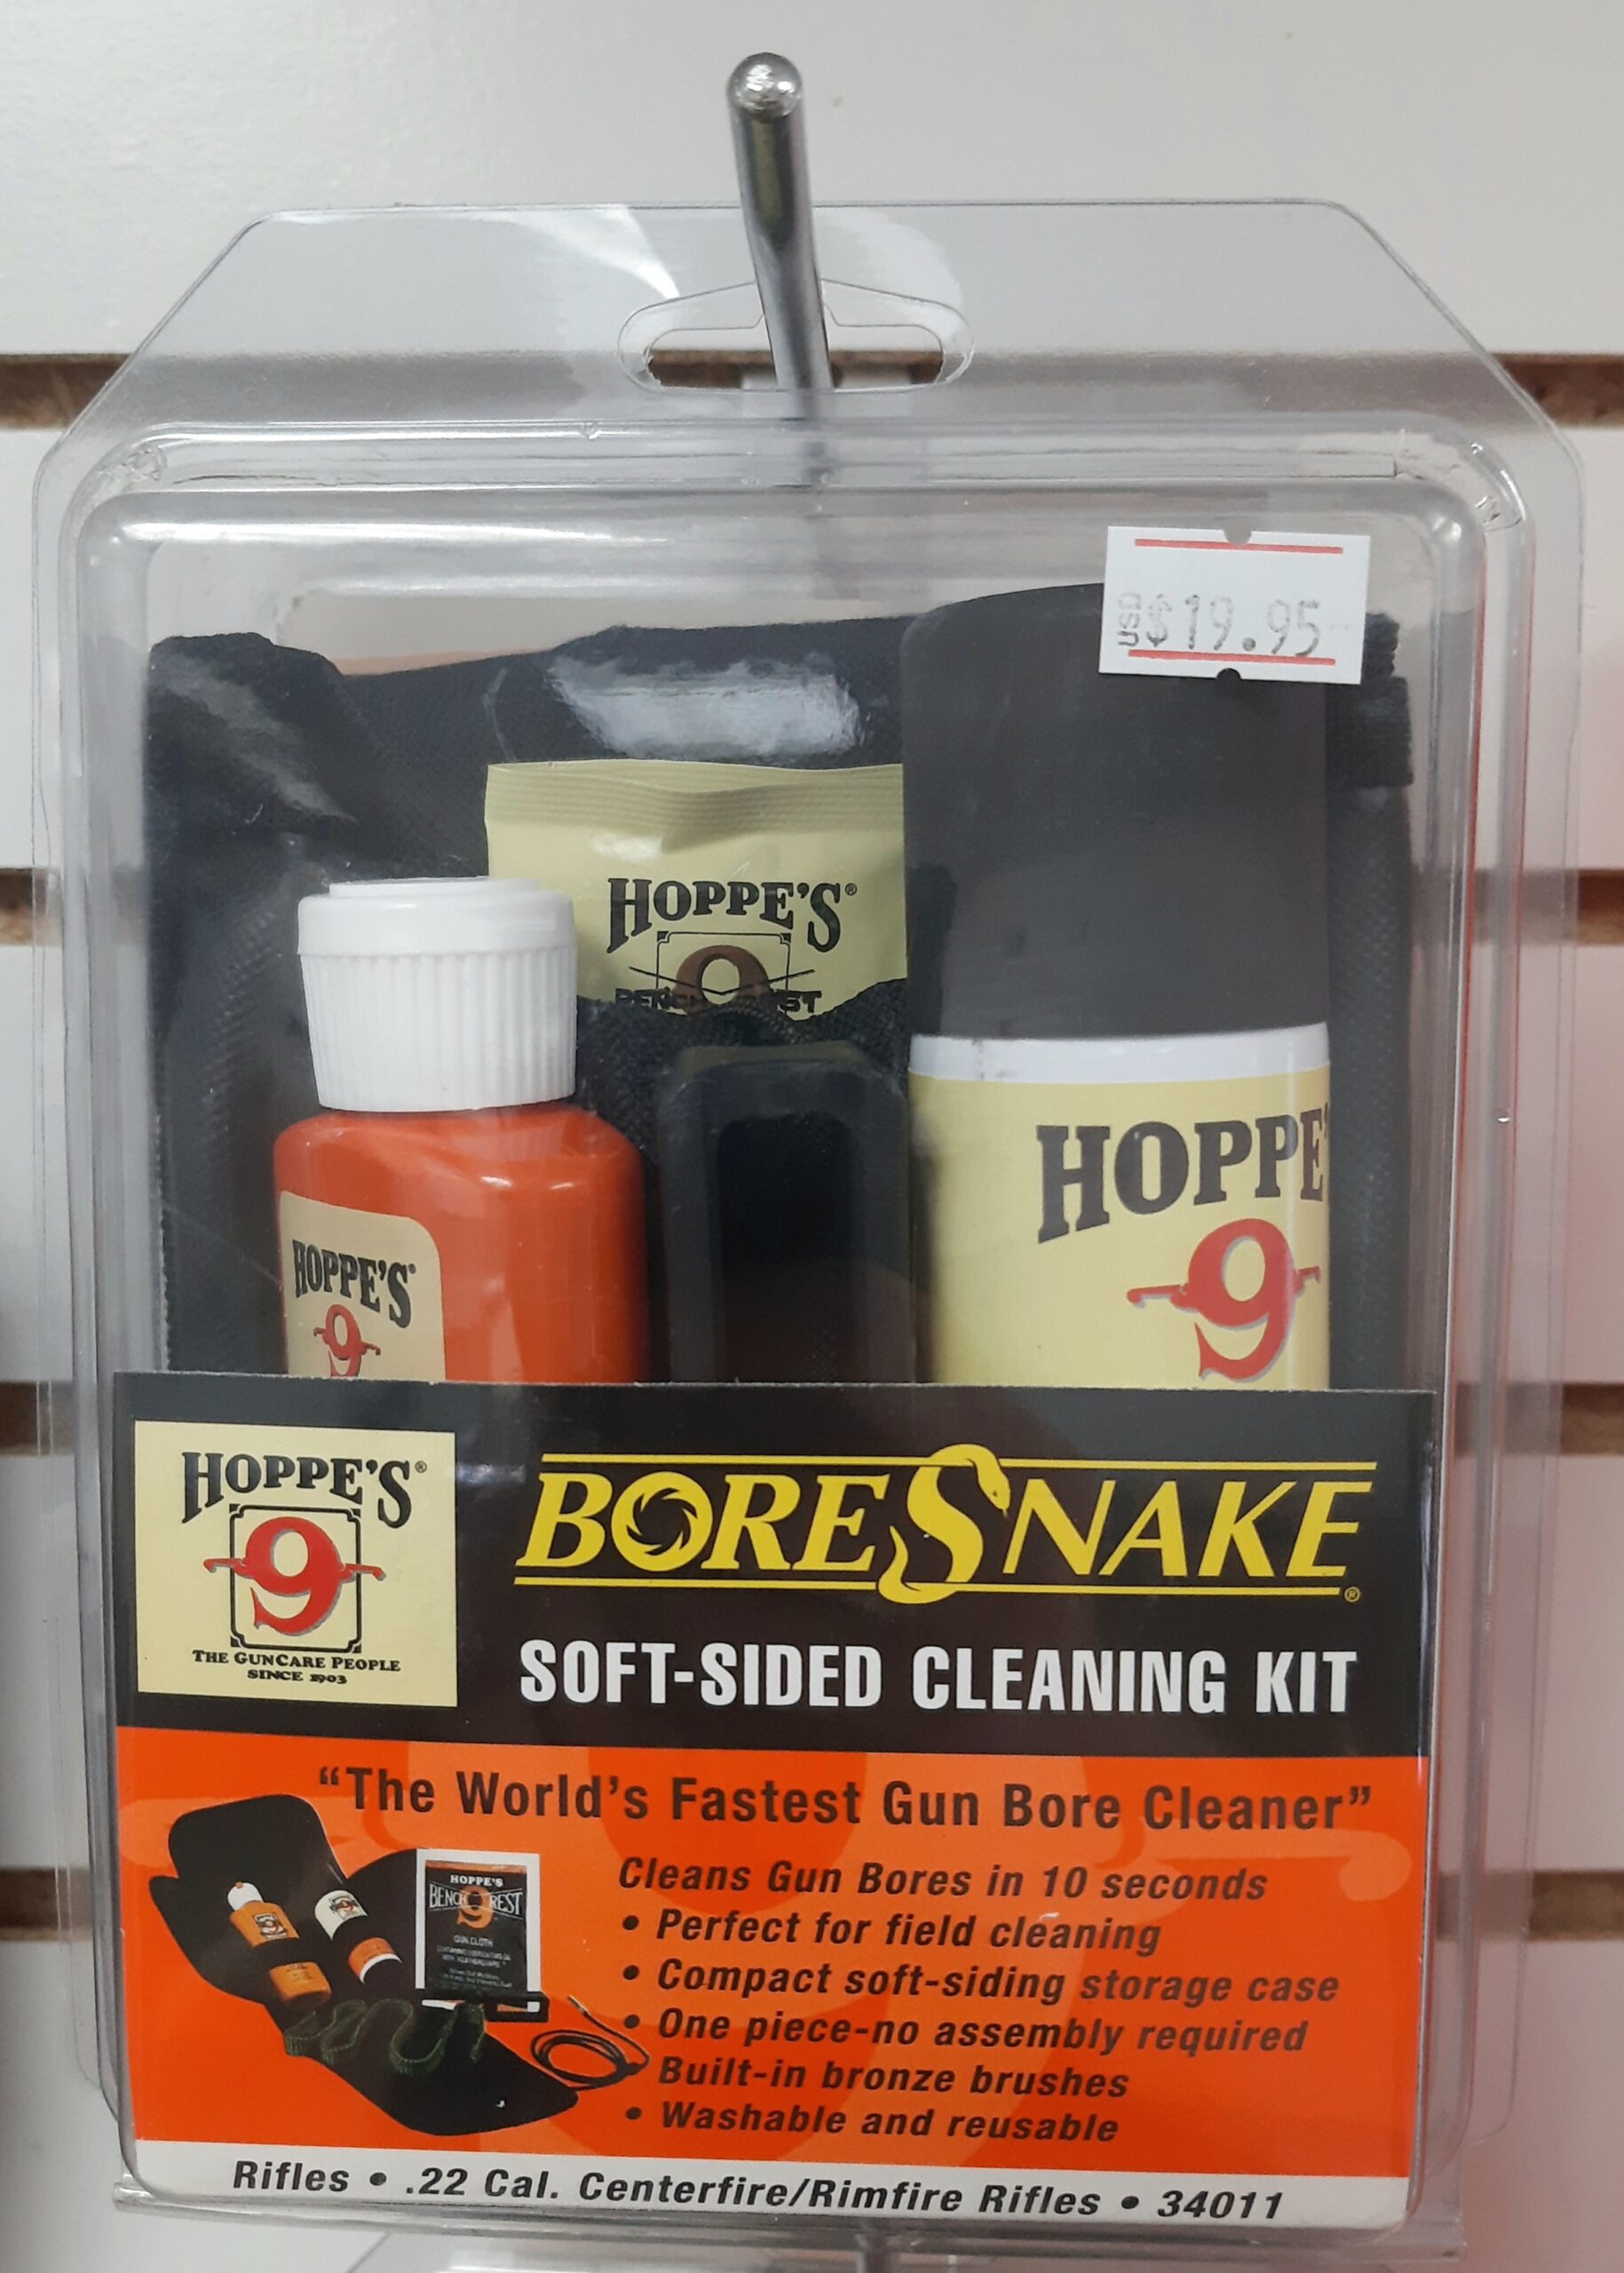 USD $19.95
HOPPE'S®
9
BENCH REST
HOPPE'S
9
HOPPE'
9
HOPPE'S®
9
THE GUNCARE PEOPLE
SINCE 1903
BORESNAKE®
SOFT-SIDED CLEANING KIT
"The World's Fastest Gun Bore Cleaner"
HOPPE'S
BENCH 9 REST
GUN CLOTH
Cleans Gun Bores in 10 seconds
• Perfect for field cleaning
• Compact soft-siding storage case
• One piece-no assembly required
Built-in bronze brushes
• Washable and reusable
Rifles • .22 Cal. Centerfire/Rimfire Rifles • 34011